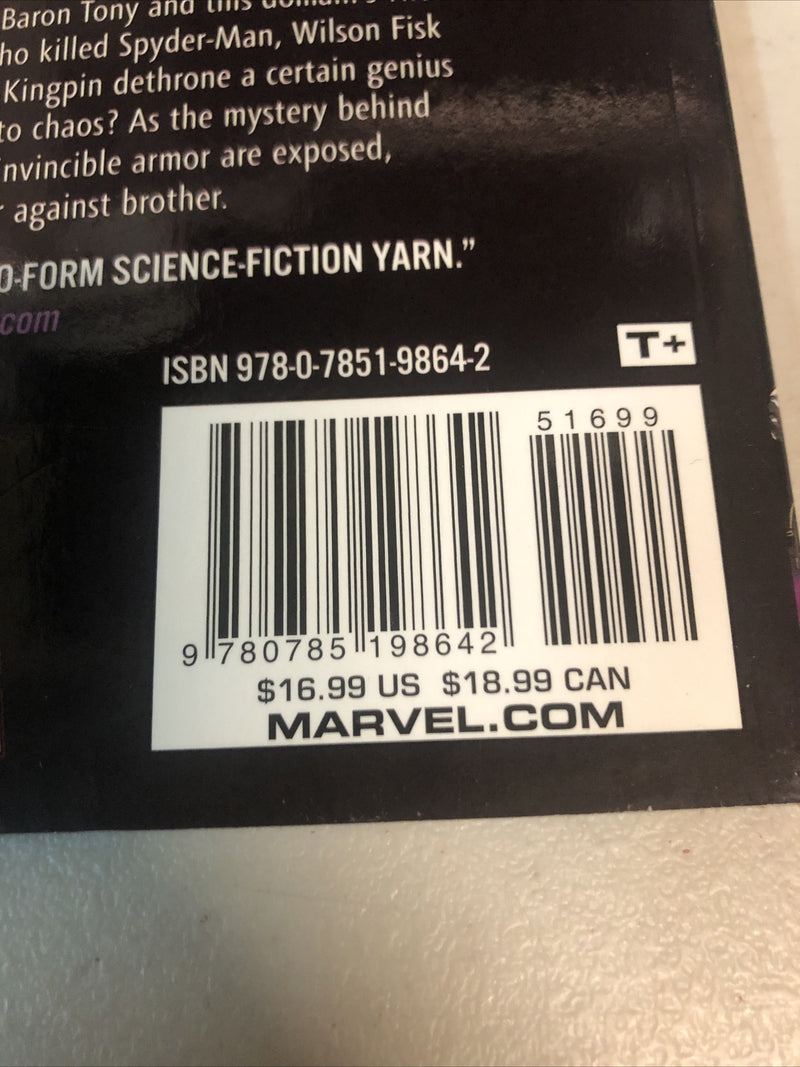 Baron Tony and this
ho killed Spyder-Man, Wilson Fisk
Kingpin dethrone a certain genius
to chaos? As the mystery behind
nvincible armor are exposed,
against brother.
O-FORM SCIENCE-FICTION YARN.”
com
T+
ISBN 978-0-7851-9864-2
51699
9 780785 198642
$16.99 US $18.99 CAN
MARVEL.COM